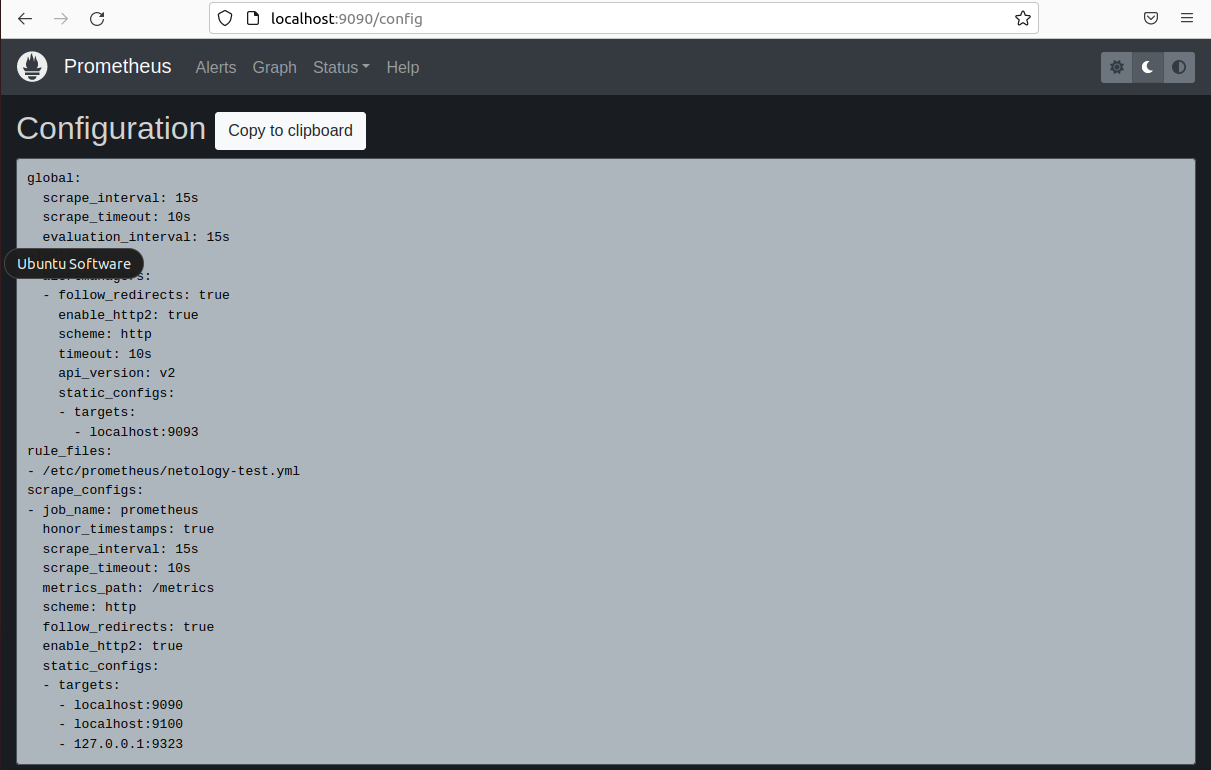 localhost:9090/config
Prometheus Alerts Graph Status Help
Configuration Copy to clipboard
global:
  scrape_interval: 15s
  scrape_timeout: 10s
  evaluation_interval: 15s
Ubuntu Software
  - follow_redirects: true
    enable_http2: true
    scheme: http
    timeout: 10s
    api_version: v2
    static_configs:
    - targets:
      - localhost:9093
rule_files:
- /etc/prometheus/netology-test.yml
scrape_configs:
- job_name: prometheus
  honor_timestamps: true
  scrape_interval: 15s
  scrape_timeout: 10s
  metrics_path: /metrics
  scheme: http
  follow_redirects: true
  enable_http2: true
  static_configs:
  - targets:
    - localhost:9090
    - localhost:9100
    - 127.0.0.1:9323